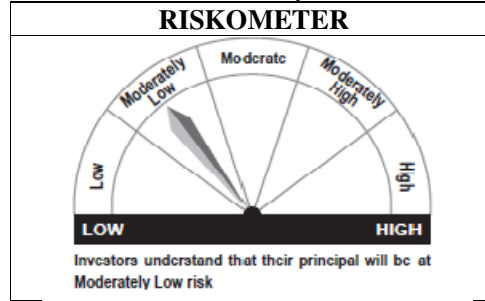 RISKOMETER
Moderate
Moderately
Low
Moderately
High
Low
High
LOW HIGH
Investors understand that their principal will be at
Moderately Low risk